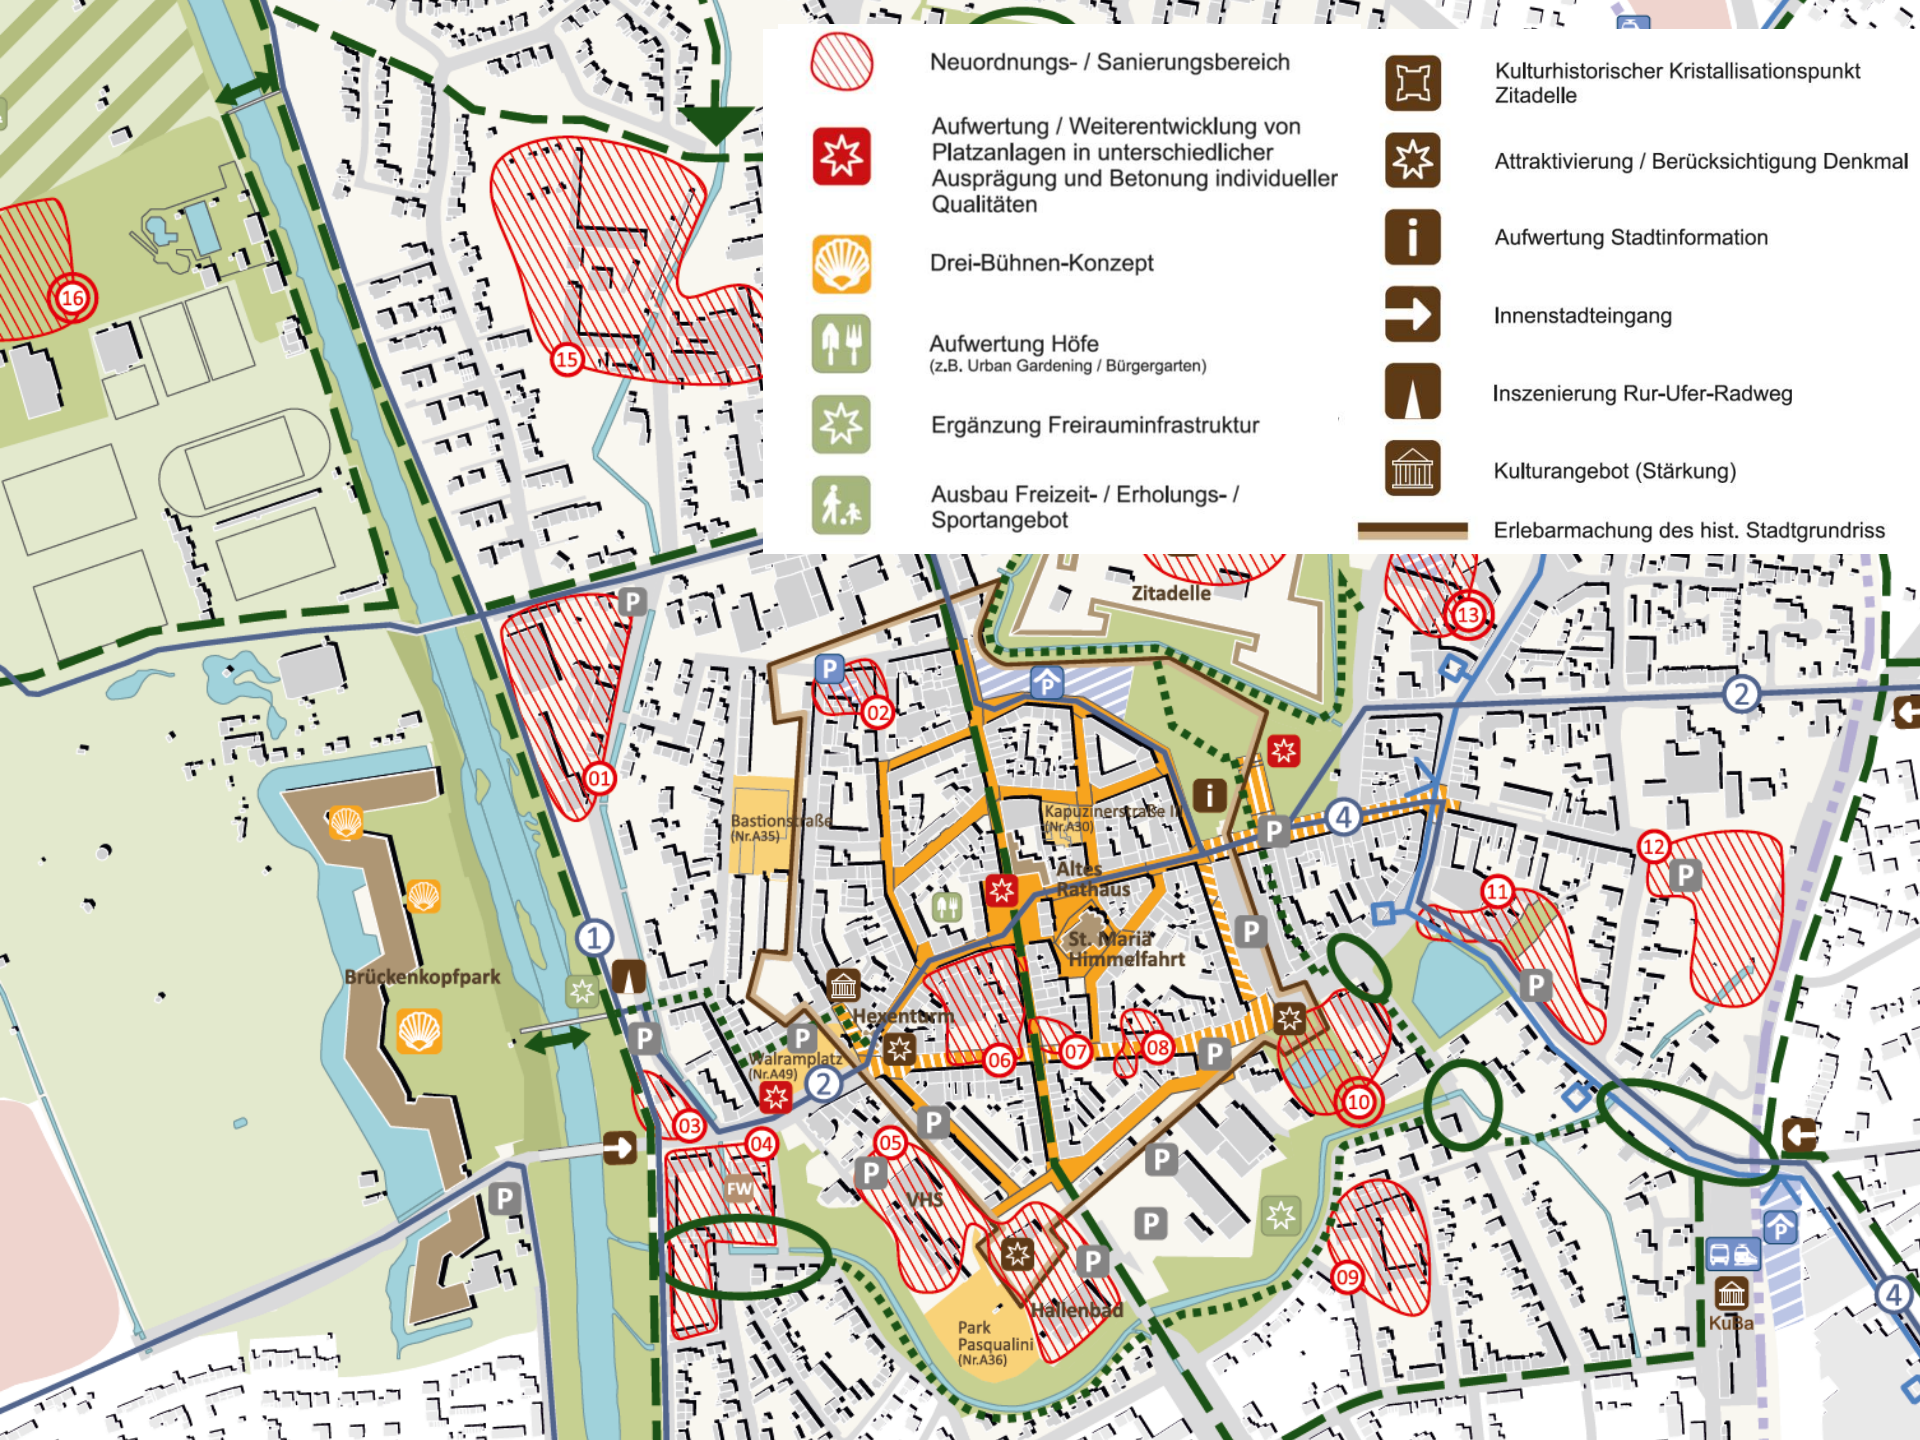 Neuordnungs- / Sanierungsbereich
Aufwertung / Weiterentwicklung von
Platzanlagen in unterschiedlicher
Ausprägung und Betonung individueller
Qualitäten
Drei-Bühnen-Konzept
Aufwertung Höfe
(z.B. Urban Gardening / Bürgergarten)
Ergänzung Freirauminfrastruktur
Ausbau Freizeit- / Erholungs- /
Sportangebot
Kulturhistorischer Kristallisationspunkt
Zitadelle
Attraktivierung / Berücksichtigung Denkmal
i
Aufwertung Stadtinformation
Innenstadteingang
Inszenierung Rur-Ufer-Radweg
Kulturangebot (Stärkung)
Erlebarmachung des hist. Stadtgrundriss
16
15
P
Zitadelle
13
P
P
02
2
01
i
Bastionstraße
(Nr.A35)
Kapuzinerstraße II
(Nr.A30)
4
P
12
P
Altes
Rathaus
11
1
P
St. Mariä
Himmelfahrt
Brückenkopfpark
P
Hexenturm
P
P
Walramplatz
(Nr.A49)
06
07
08
P
2
10
03
P
04
05
P
P
FW
VHS
P
P
P
09
P
Hallenbad
Park
Pasqualini
(Nr.A36)
P
KuBa
4